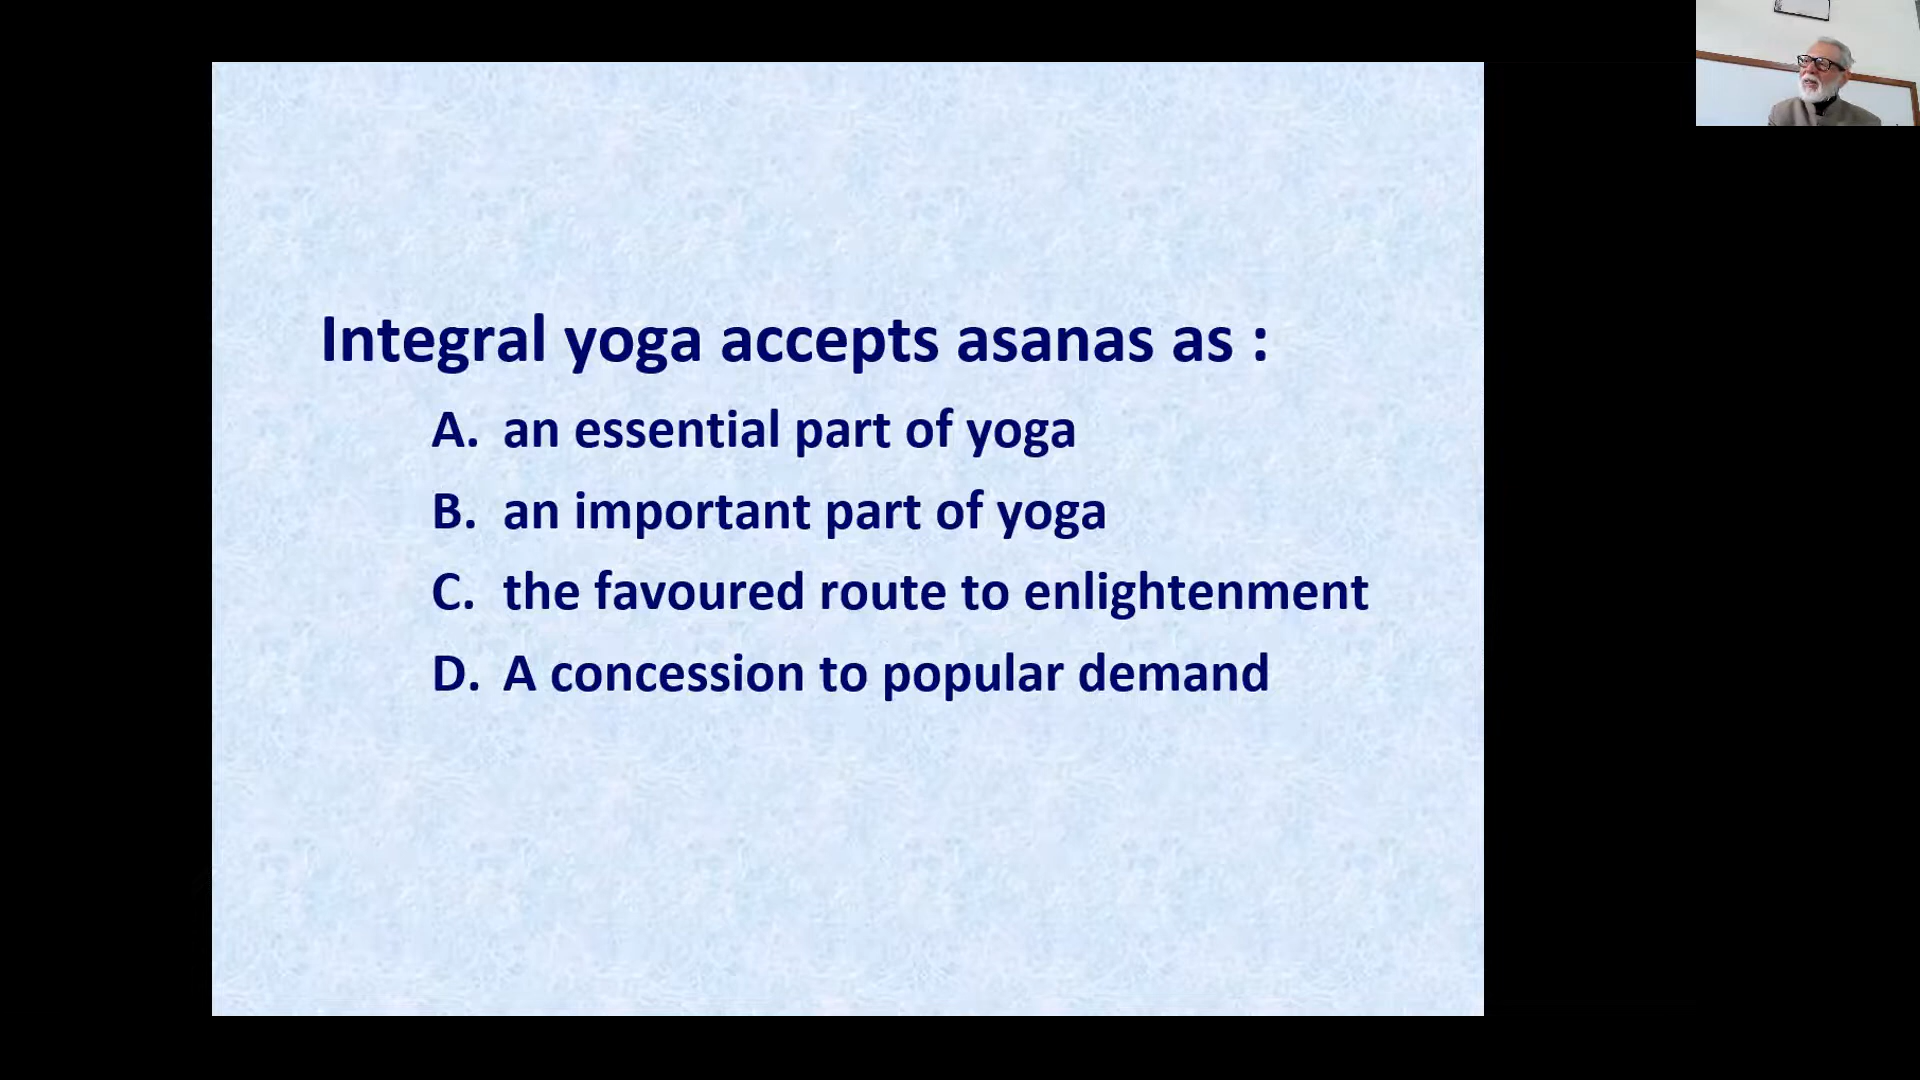 Integral yoga accepts asanas as :
A. an essential part of yoga
B. an important part of yoga
C. the favoured route to enlightenment
D. A concession to popular demand